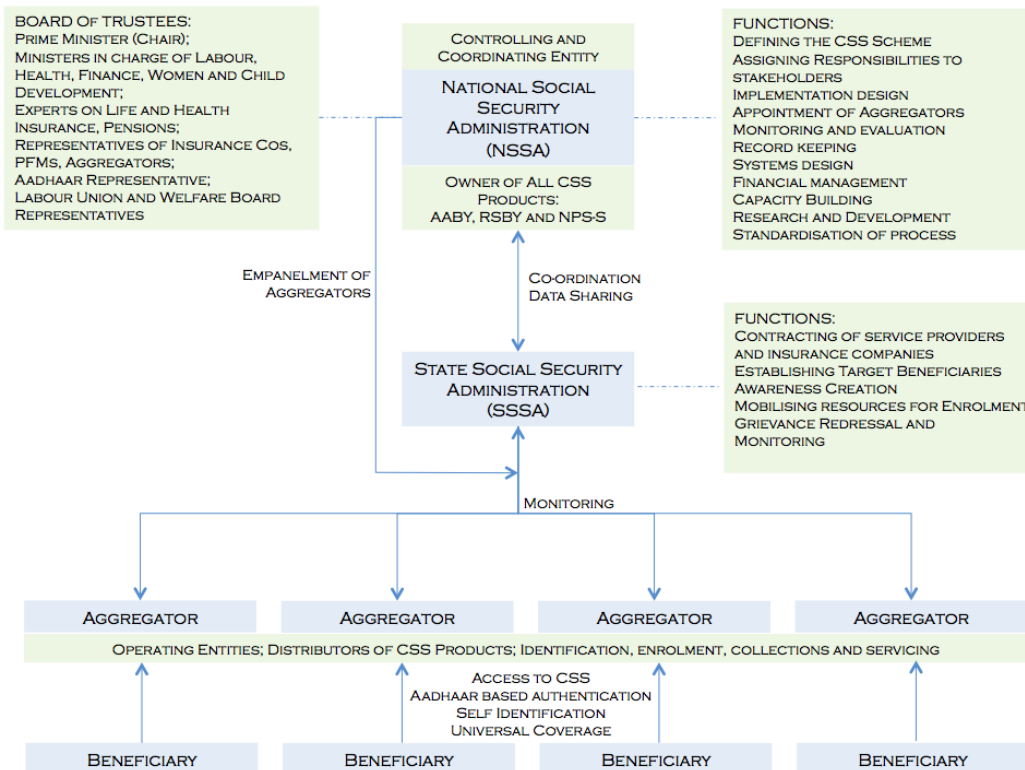 BOARD OF TRUSTEES:
PRIME MINISTER (CHAIR);
MINISTERS IN CHARGE OF LABOUR,
HEALTH, FINANCE, WOMEN AND CHILD
DEVELOPMENT;
EXPERTS ON LIFE AND HEALTH
INSURANCE, PENSIONS;
REPRESENTATIVES OF INSURANCE COS,
PFMS, AGGREGATORS;
AADHAAR REPRESENTATIVE;
LABOUR UNION AND WELFARE BOARD
REPRESENTATIVES
CONTROLLING AND
COORDINATING ENTITY
NATIONAL SOCIAL
SECURITY
ADMINISTRATION
(NSSA)
OWNER OF ALL CSS
PRODUCTS:
AABY, RSBY AND NPS-S
FUNCTIONS:
DEFINING THE CSS SCHEME
ASSIGNING RESPONSIBILITIES TO
STAKEHOLDERS
IMPLEMENTATION DESIGN
APPOINTMENT OF AGGREGATORS
MONITORING AND EVALUATION
RECORD KEEPING
SYSTEMS DESIGN
FINANCIAL MANAGEMENT
CAPACITY BUILDING
RESEARCH AND DEVELOPMENT
STANDARDISATION OF PROCESS
EMPANELMENT OF
AGGREGATORS
CO-ORDINATION
DATA SHARING
STATE SOCIAL SECURITY
ADMINISTRATION
(SSSA)
FUNCTIONS:
CONTRACTING OF SERVICE PROVIDERS
AND INSURANCE COMPANIES
ESTABLISHING TARGET BENEFICIARIES
AWARENESS CREATION
MOBILISING RESOURCES FOR ENROLMENT
GRIEVANCE REDRESSAL AND
MONITORING
MONITORING
AGGREGATOR
AGGREGATOR
AGGREGATOR
AGGREGATOR
OPERATING ENTITIES; DISTRIBUTORS OF CSS PRODUCTS; IDENTIFICATION, ENROLMENT, COLLECTIONS AND SERVICING
ACCESS TO CSS
AADHAAR BASED AUTHENTICATION
SELF IDENTIFICATION
UNIVERSAL COVERAGE
BENEFICIARY
BENEFICIARY
BENEFICIARY
BENEFICIARY